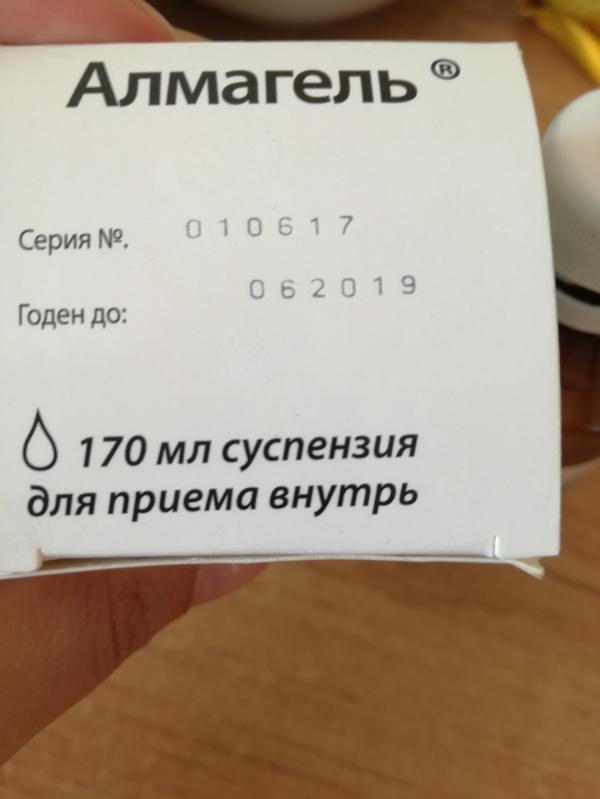 Алмагель ®
Серия №. 010617
Годен до: 062019
170 мл суспензия
для приема внутрь